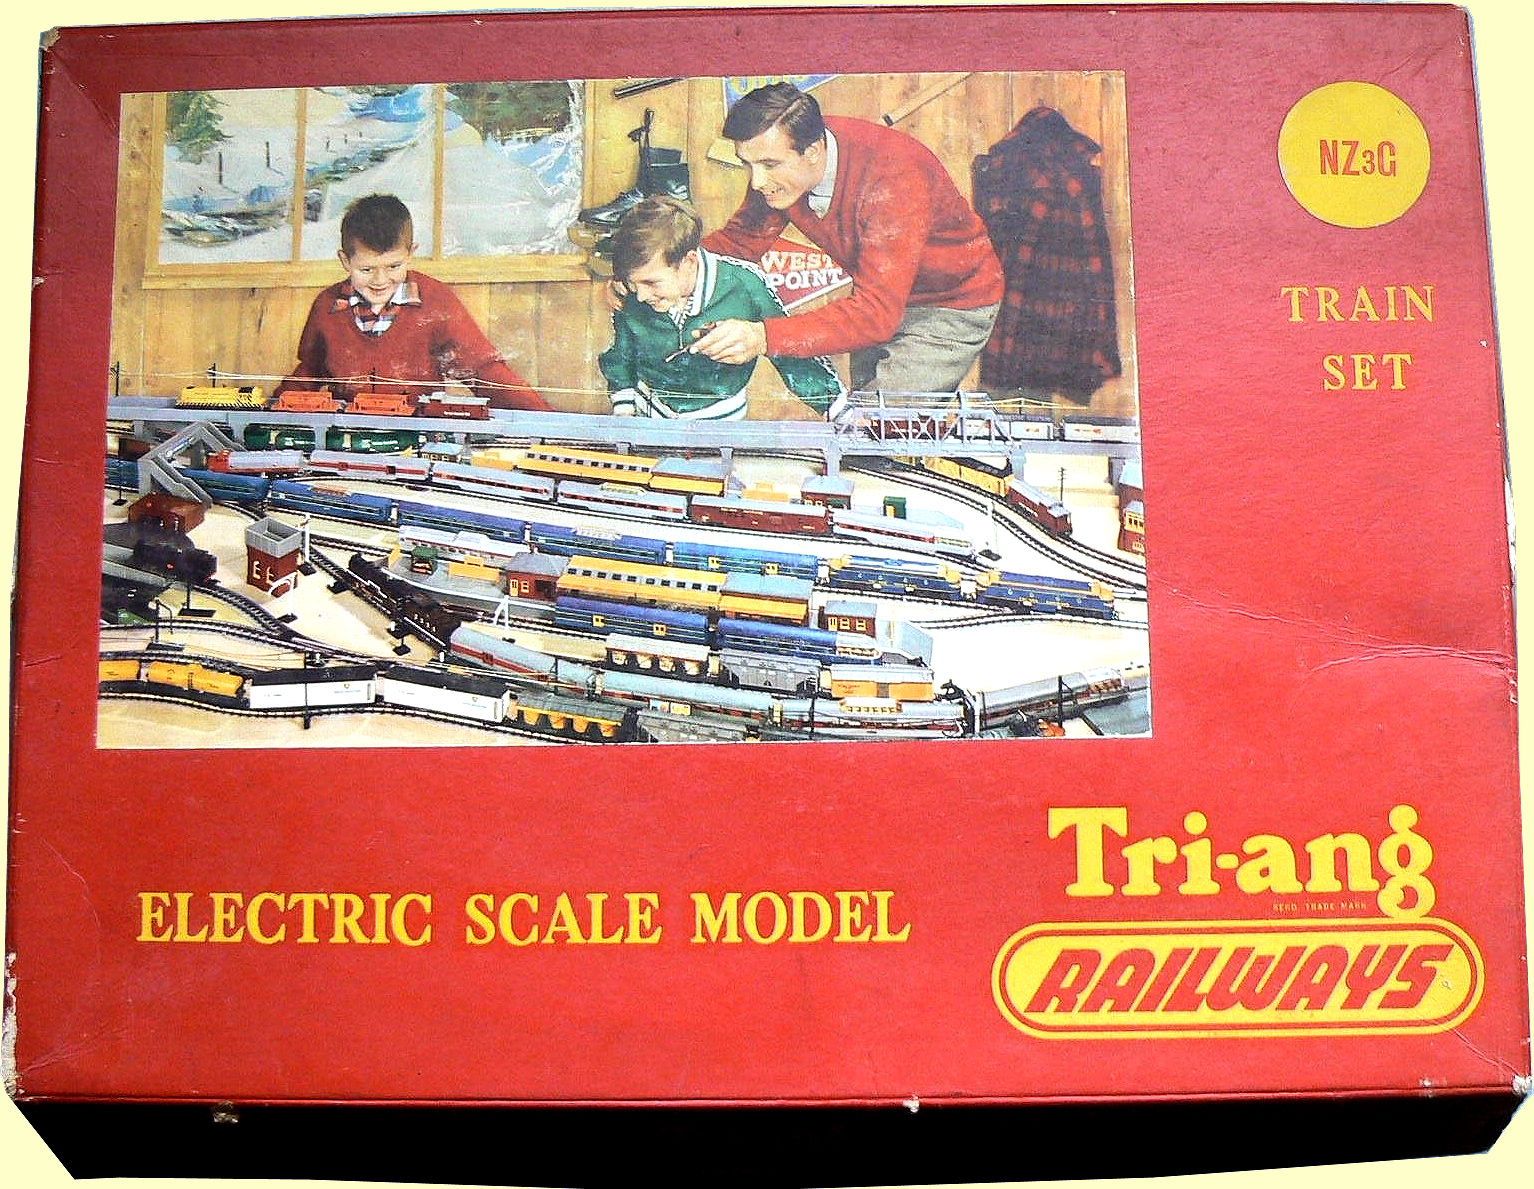 NZ3G
TRAIN
SET
WEST
POINT
ELECTRIC SCALE MODEL
Tri-ang
REGD. TRADE MARK
RAILWAYS